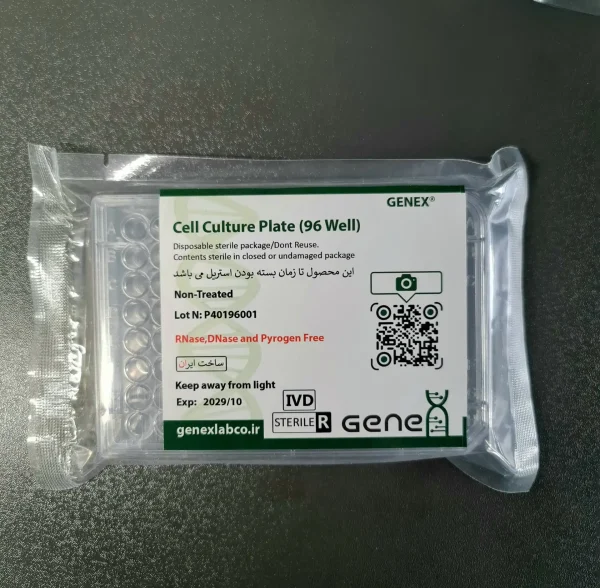 GENEX®
Cell Culture Plate (96 Well)
Disposable sterile package/Dont Reuse.
Contents sterile in closed or undamaged package
این محصول تا زمان بسته بودن استریل می باشد
Non-Treated
Lot N: P40196001
RNase,DNase and Pyrogen Free
ساخت ایران
Keep away from light
Exp: 2029/10
IVD
STERILE R
GENEX
genexlabco.ir